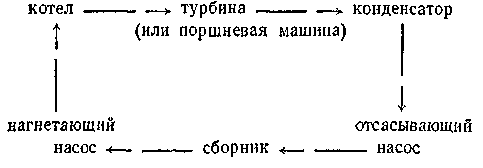 котел турбина конденсатор
(или поршневая машина)
нагнетающий отсасывающий
насос сборник насос